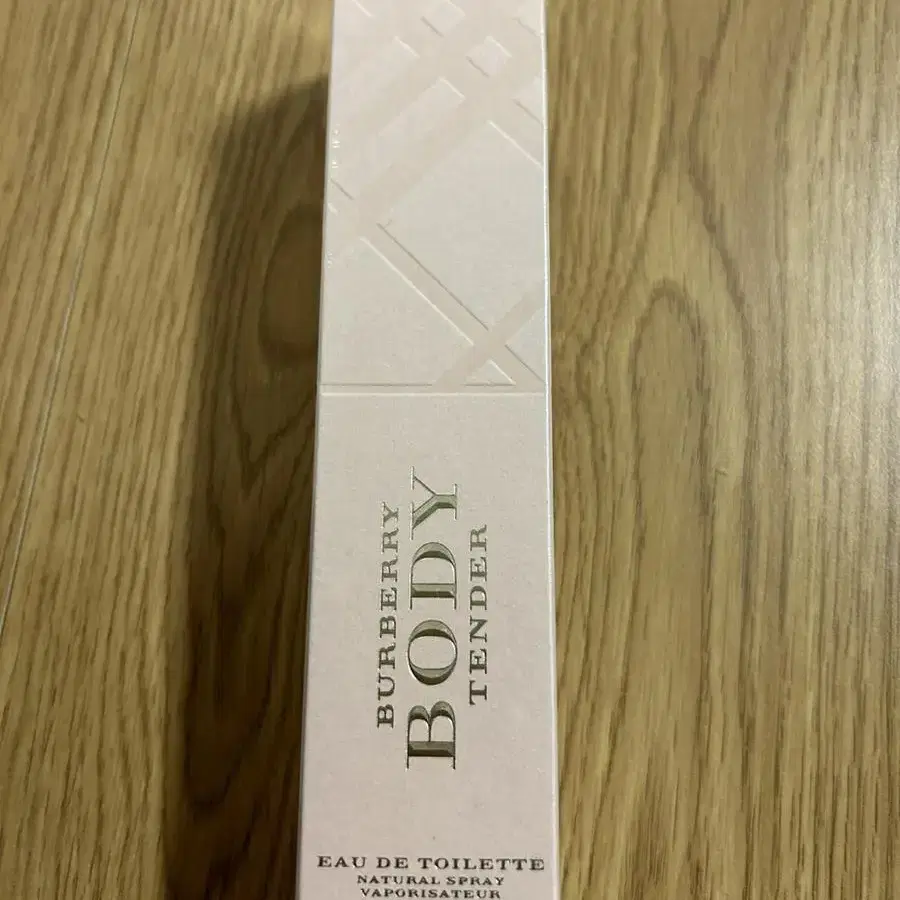 BURBERRY
BODY
TENDER
EAU DE TOILETTE
NATURAL SPRAY
VAPORISATEUR